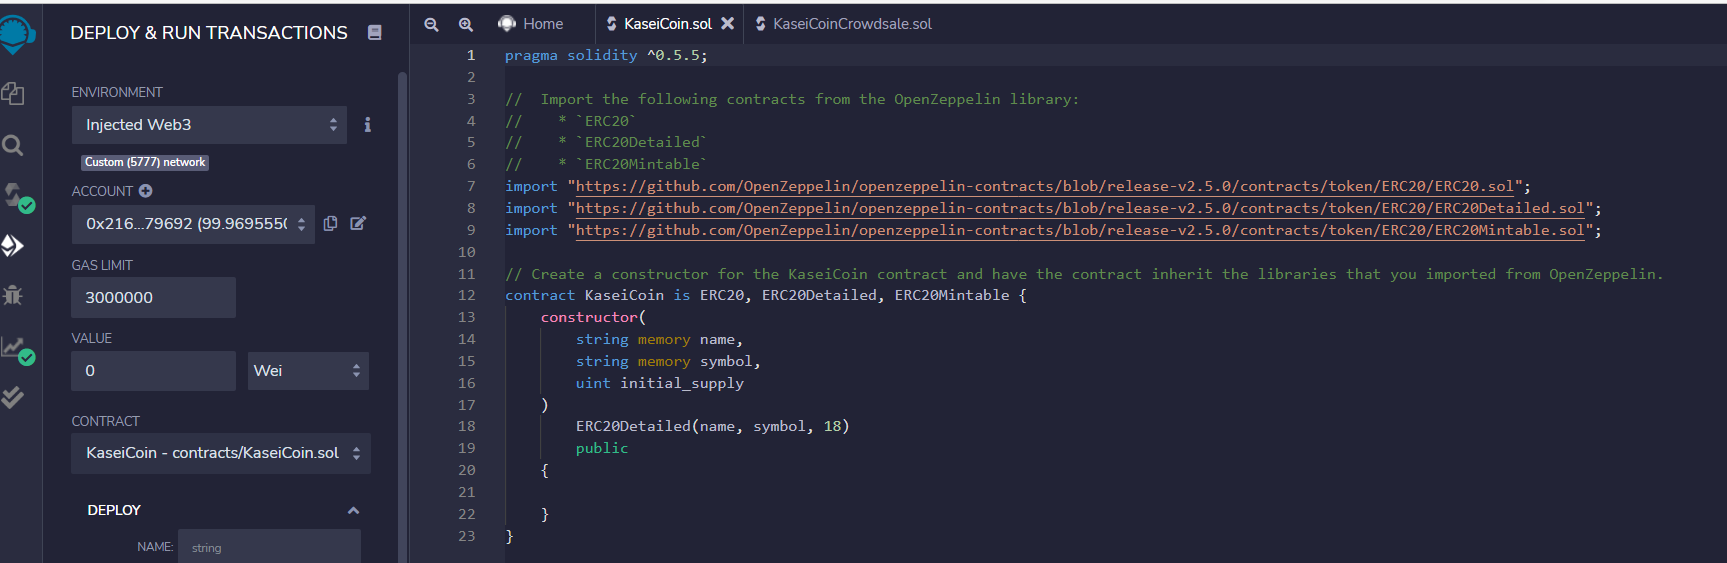 DEPLOY & RUN TRANSACTIONS
ENVIRONMENT
Injected Web3
Custom (5777) network
ACCOUNT
0x216...79692 (99.9695550
GAS LIMIT
3000000
VALUE
0
Wei
CONTRACT
KaseiCoin - contracts/KaseiCoin.sol
DEPLOY
NAME: string
Home KaseiCoin.sol KaseiCoinCrowdsale.sol
1 pragma solidity ^0.5.5;
2
3 //  Import the following contracts from the OpenZeppelin library:
4 //    * `ERC20`
5 //    * `ERC20Detailed`
6 //    * `ERC20Mintable`
7 import "https://github.com/OpenZeppelin/openzeppelin-contracts/blob/release-v2.5.0/contracts/token/ERC20/ERC20.sol";
8 import "https://github.com/OpenZeppelin/openzeppelin-contracts/blob/release-v2.5.0/contracts/token/ERC20/ERC20Detailed.sol";
9 import "https://github.com/OpenZeppelin/openzeppelin-contracts/blob/release-v2.5.0/contracts/token/ERC20/ERC20Mintable.sol";
10
11 // Create a constructor for the KaseiCoin contract and have the contract inherit the libraries that you imported from OpenZeppelin.
12 contract KaseiCoin is ERC20, ERC20Detailed, ERC20Mintable {
13     constructor(
14         string memory name,
15         string memory symbol,
16         uint initial_supply
17     )
18         ERC20Detailed(name, symbol, 18)
19         public
20     {
21
22     }
23 }